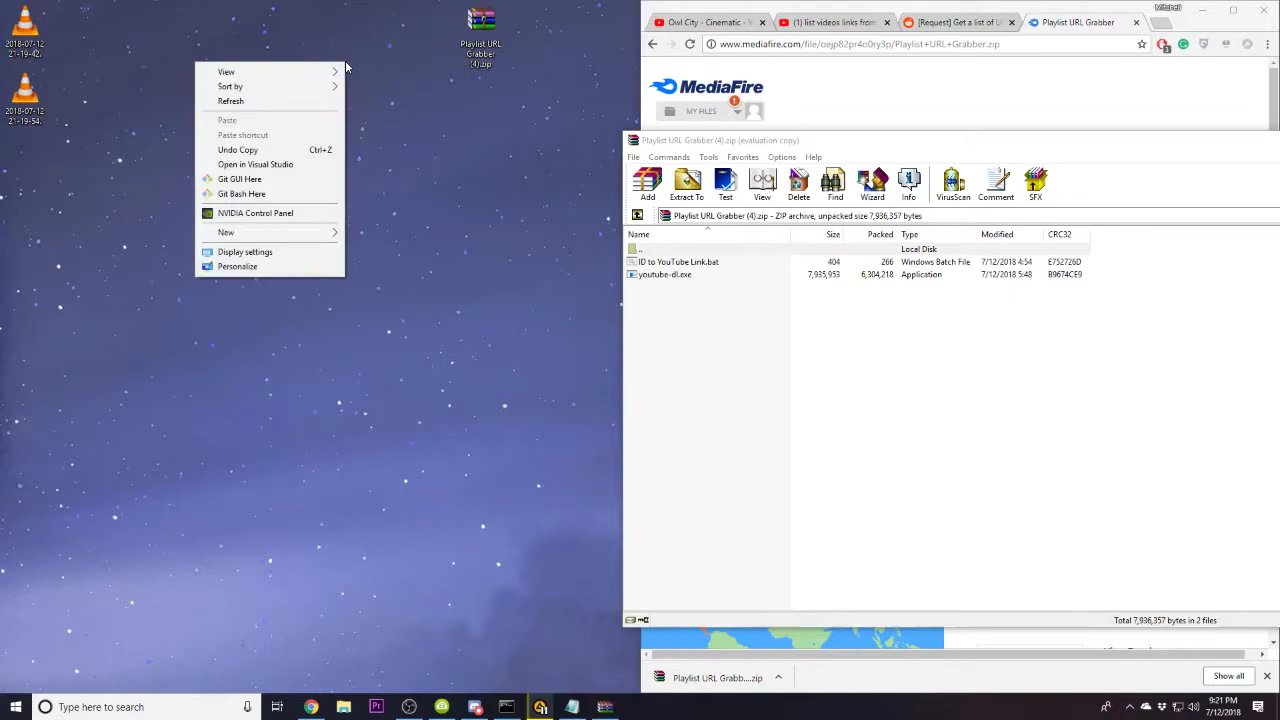 2018-07-12
21-19-42.
2018-07-12
21-19-54.
Playlist URL
Grabber
(4).zip
View
Sort by
Refresh
Paste
Paste shortcut
Undo Copy Ctrl+Z
Open in Visual Studio
Git GUI Here
Git Bash Here
NVIDIA Control Panel
New
Display settings
Personalize
Mitchell
Owl City - Cinematic - Y
(1) list videos links from
[Request] Get a list of U
Playlist URL Grabber
www.mediafire.com/file/oejp82pr4o0ry3p/Playlist+URL+Grabber.zip
MediaFire
MY FILES
Playlist URL Grabber (4).zip (evaluation copy)
File Commands Tools Favorites Options Help
Add Extract To Test View Delete Find Wizard Info VirusScan Comment SFX
Playlist URL Grabber (4).zip - ZIP archive, unpacked size 7,936,357 bytes
Name Size Packed Type Modified CRC32
.. Local Disk
ID to YouTube Link.bat 404 266 Windows Batch File 7/12/2018 4:54 E752726D
youtube-dl.exe 7,935,953 6,304,218 Application 7/12/2018 5:48 B9674CE9
Total 7,936,357 bytes in 2 files
Playlist URL Grabb....zip
Show all
Type here to search
9:21 PM
7/12/2018